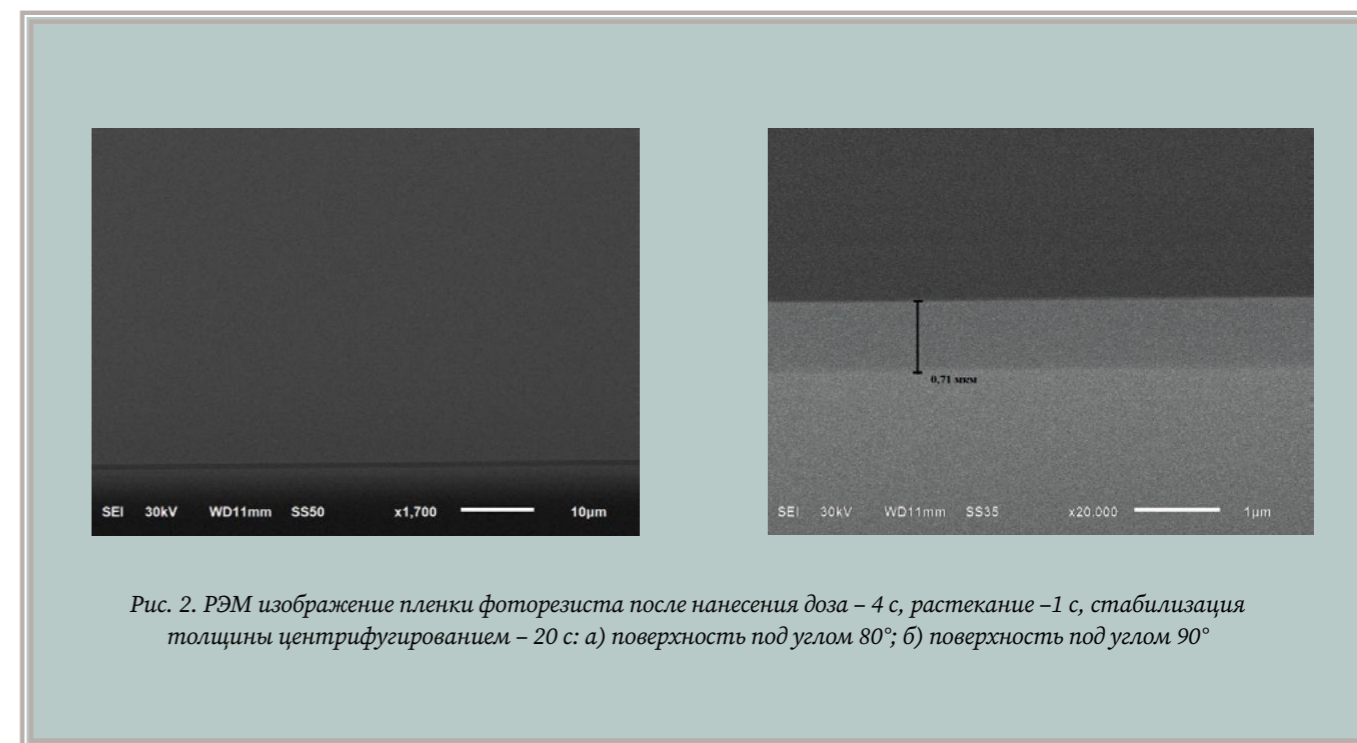 SEI 30kV WD11mm SS50 x1,700 10µm
0,71 мкм
SEI 30kV WD11mm SS35 x20.000 1µm
Рис. 2. РЭМ изображение пленки фоторезиста после нанесения доза – 4 с, растекание –1 с, стабилизация
толщины центрифугированием – 20 с: а) поверхность под углом 80°; б) поверхность под углом 90°